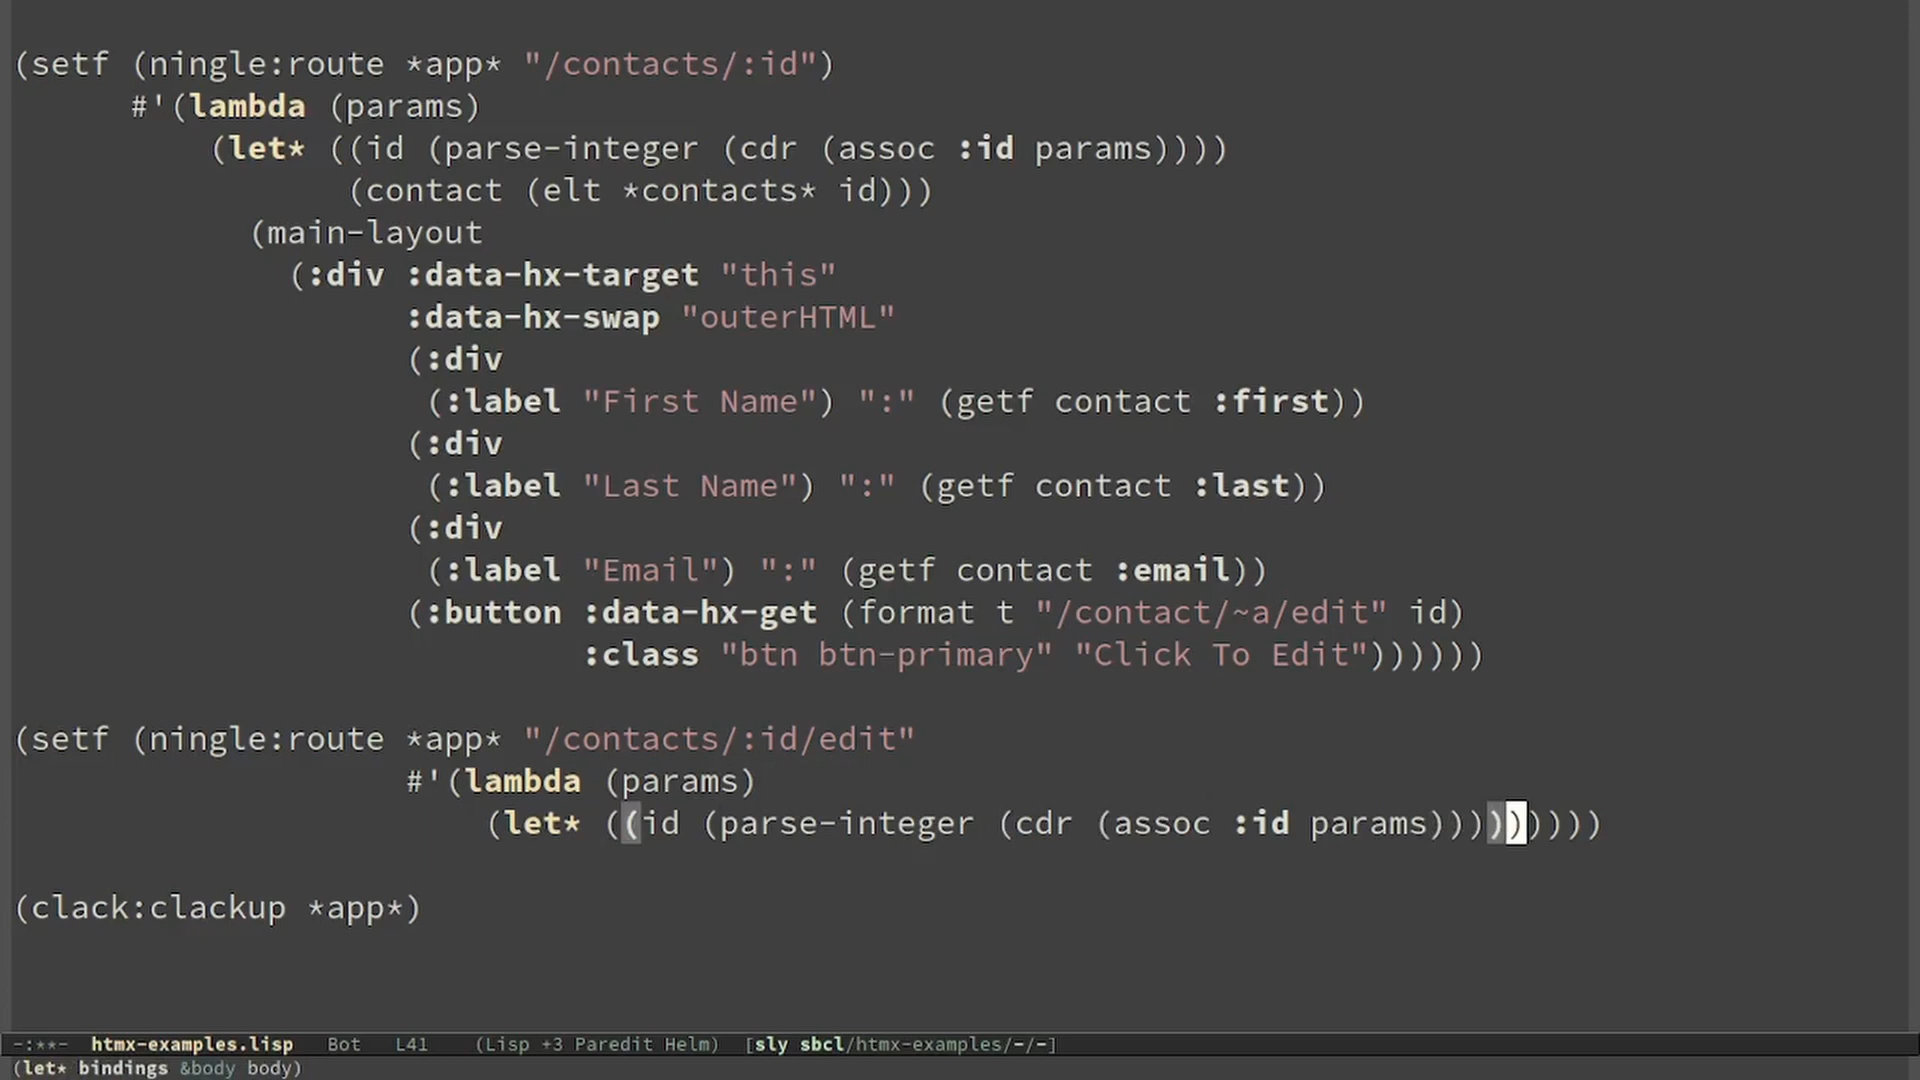 (setf (ningle:route *app* "/contacts/:id")
      #'(lambda (params)
          (let* ((id (parse-integer (cdr (assoc :id params))))
                 (contact (elt *contacts* id)))
            (main-layout
              (:div :data-hx-target "this"
                    :data-hx-swap "outerHTML"
                    (:div
                     (:label "First Name") ":" (getf contact :first))
                    (:div
                     (:label "Last Name") ":" (getf contact :last))
                    (:div
                     (:label "Email") ":" (getf contact :email))
                    (:button :data-hx-get (format t "/contact/~a/edit" id)
                             :class "btn btn-primary" "Click To Edit"))))))
(setf (ningle:route *app* "/contacts/:id/edit"
                    #'(lambda (params)
                        (let* ((id (parse-integer (cdr (assoc :id params)))))))))
(clack:clackup *app*)
-:**-  htmx-examples.lisp   Bot   L41    (Lisp +3 Paredit Helm)  [sly sbcl/htmx-examples/-/-]
(let* bindings &body body)